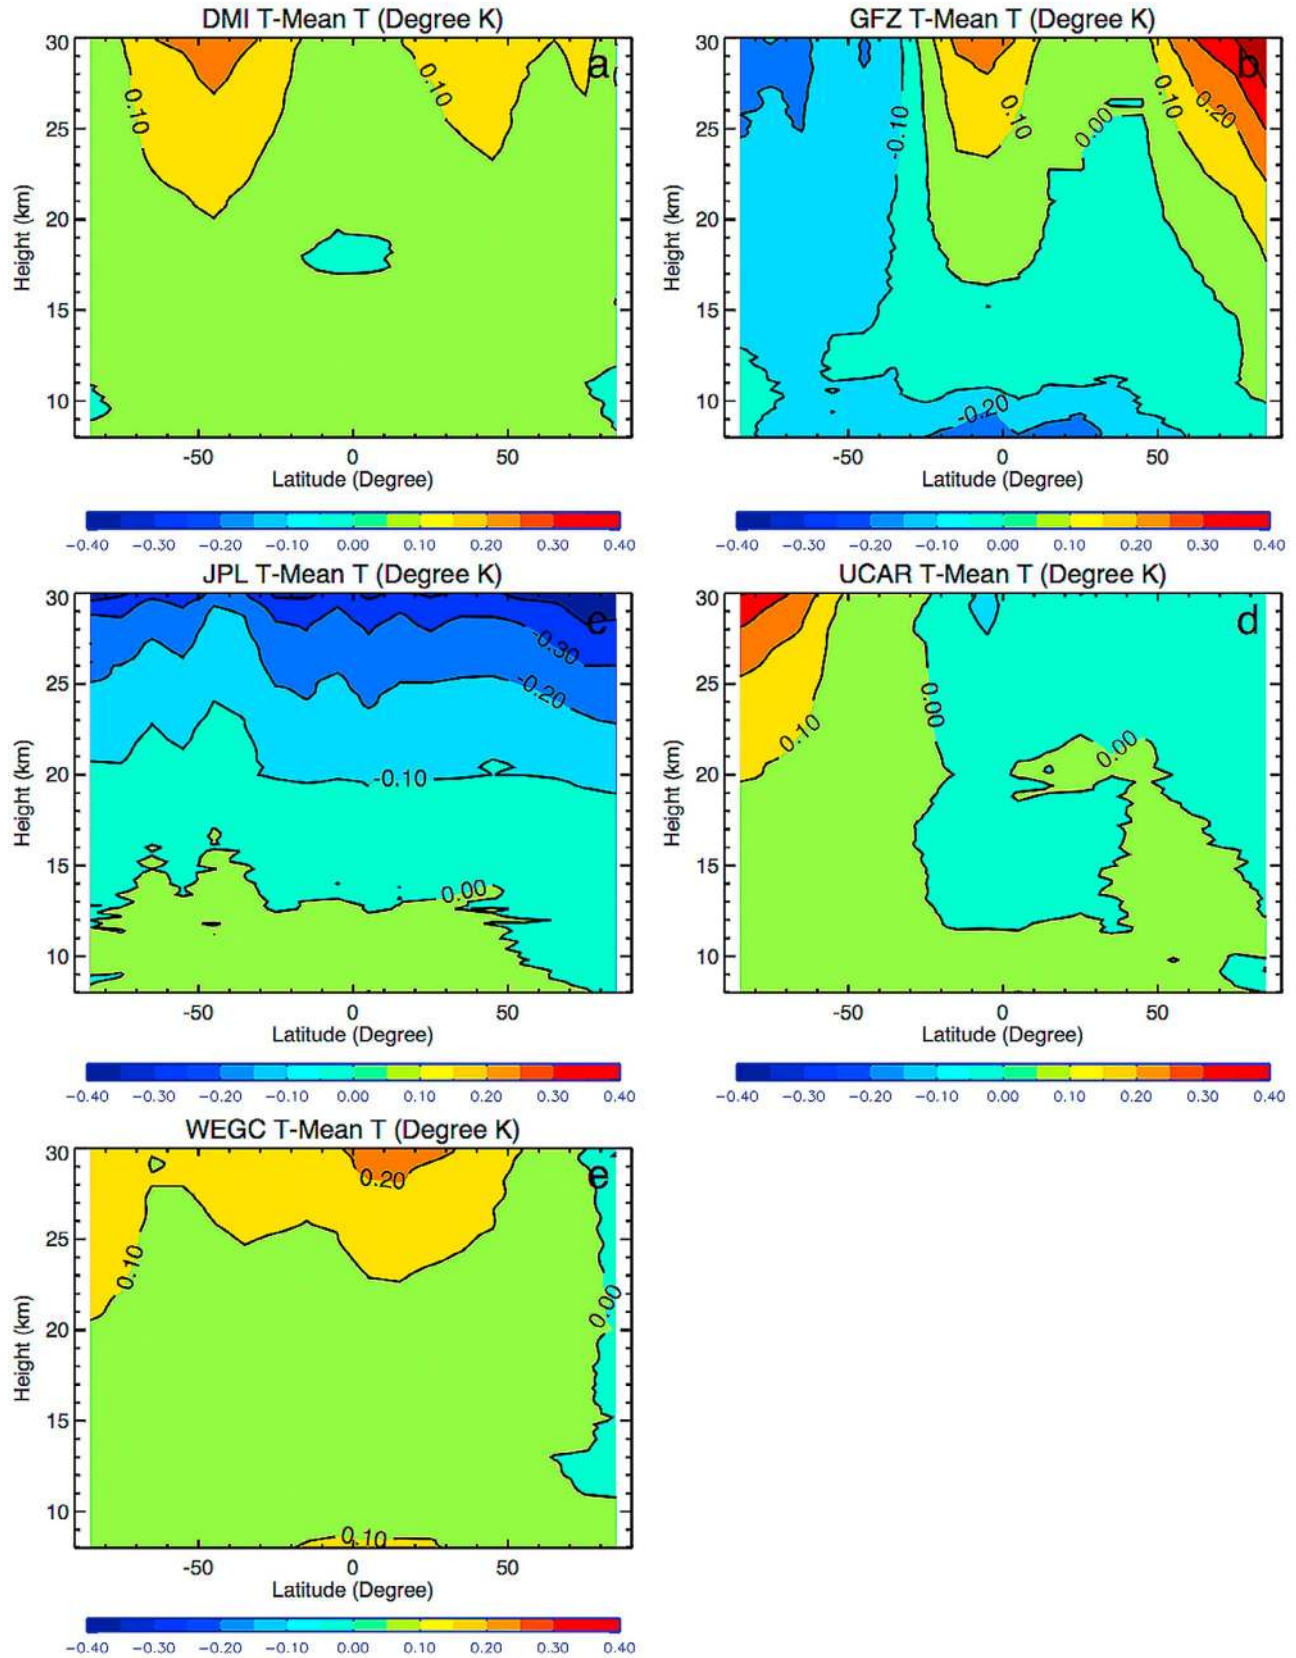 DMI T-Mean T (Degree K)
30
25
20
15
10
Height (km)
0.10
0.10
a
-50 0 50
Latitude (Degree)
−0.40 −0.30 −0.20 −0.10 0.00 0.10 0.20 0.30 0.40
GFZ T-Mean T (Degree K)
30
25
20
15
10
Height (km)
-0.10
0.10
0.00
0.10
0.20
-0.20
b
-50 0 50
Latitude (Degree)
−0.40 −0.30 −0.20 −0.10 0.00 0.10 0.20 0.30 0.40
JPL T-Mean T (Degree K)
30
25
20
15
10
Height (km)
c
-0.30
-0.20
-0.10
0.00
-50 0 50
Latitude (Degree)
−0.40 −0.30 −0.20 −0.10 0.00 0.10 0.20 0.30 0.40
UCAR T-Mean T (Degree K)
30
25
20
15
10
Height (km)
d
0.10
0.00
0.00
-50 0 50
Latitude (Degree)
−0.40 −0.30 −0.20 −0.10 0.00 0.10 0.20 0.30 0.40
WEGC T-Mean T (Degree K)
30
25
20
15
10
Height (km)
e
0.20
0.10
0.00
0.10
-50 0 50
Latitude (Degree)
−0.40 −0.30 −0.20 −0.10 0.00 0.10 0.20 0.30 0.40